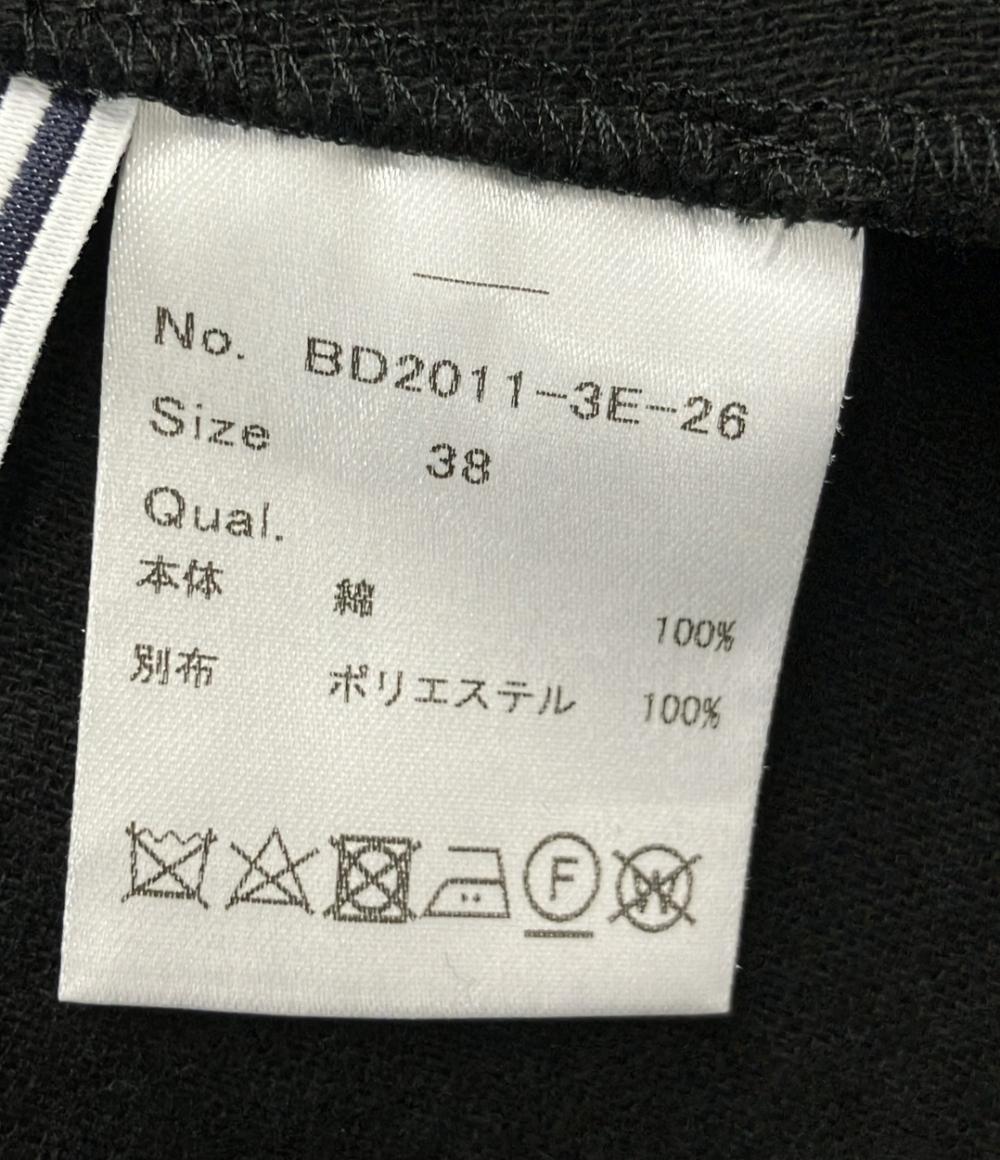 No. BD2011-3E-26
Size 38
Qual.
本体 綿 100%
別布 ポリエステル 100%
F
W